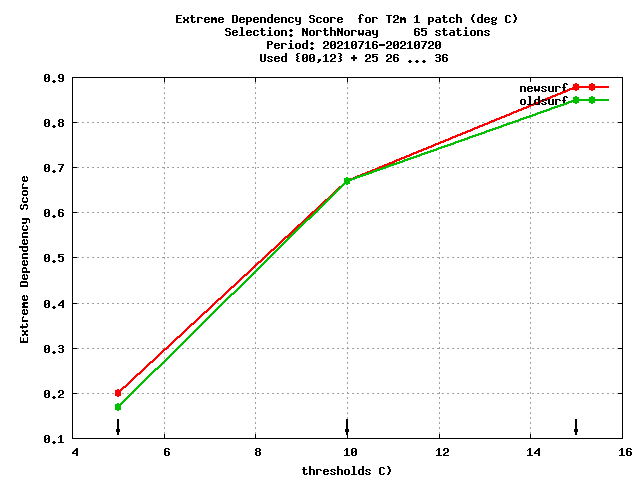 Extreme Dependency Score for T2m 1 patch (deg C)
Selection: NorthNorway 65 stations
Period: 20210716-20210720
Used {00,12} + 25 26 ... 36
0.9
newsurf
oldsurf
0.8
0.7
0.6
0.5
0.4
0.3
0.2
0.1
Extreme Dependency Score
4 6 8 10 12 14 16
thresholds C)